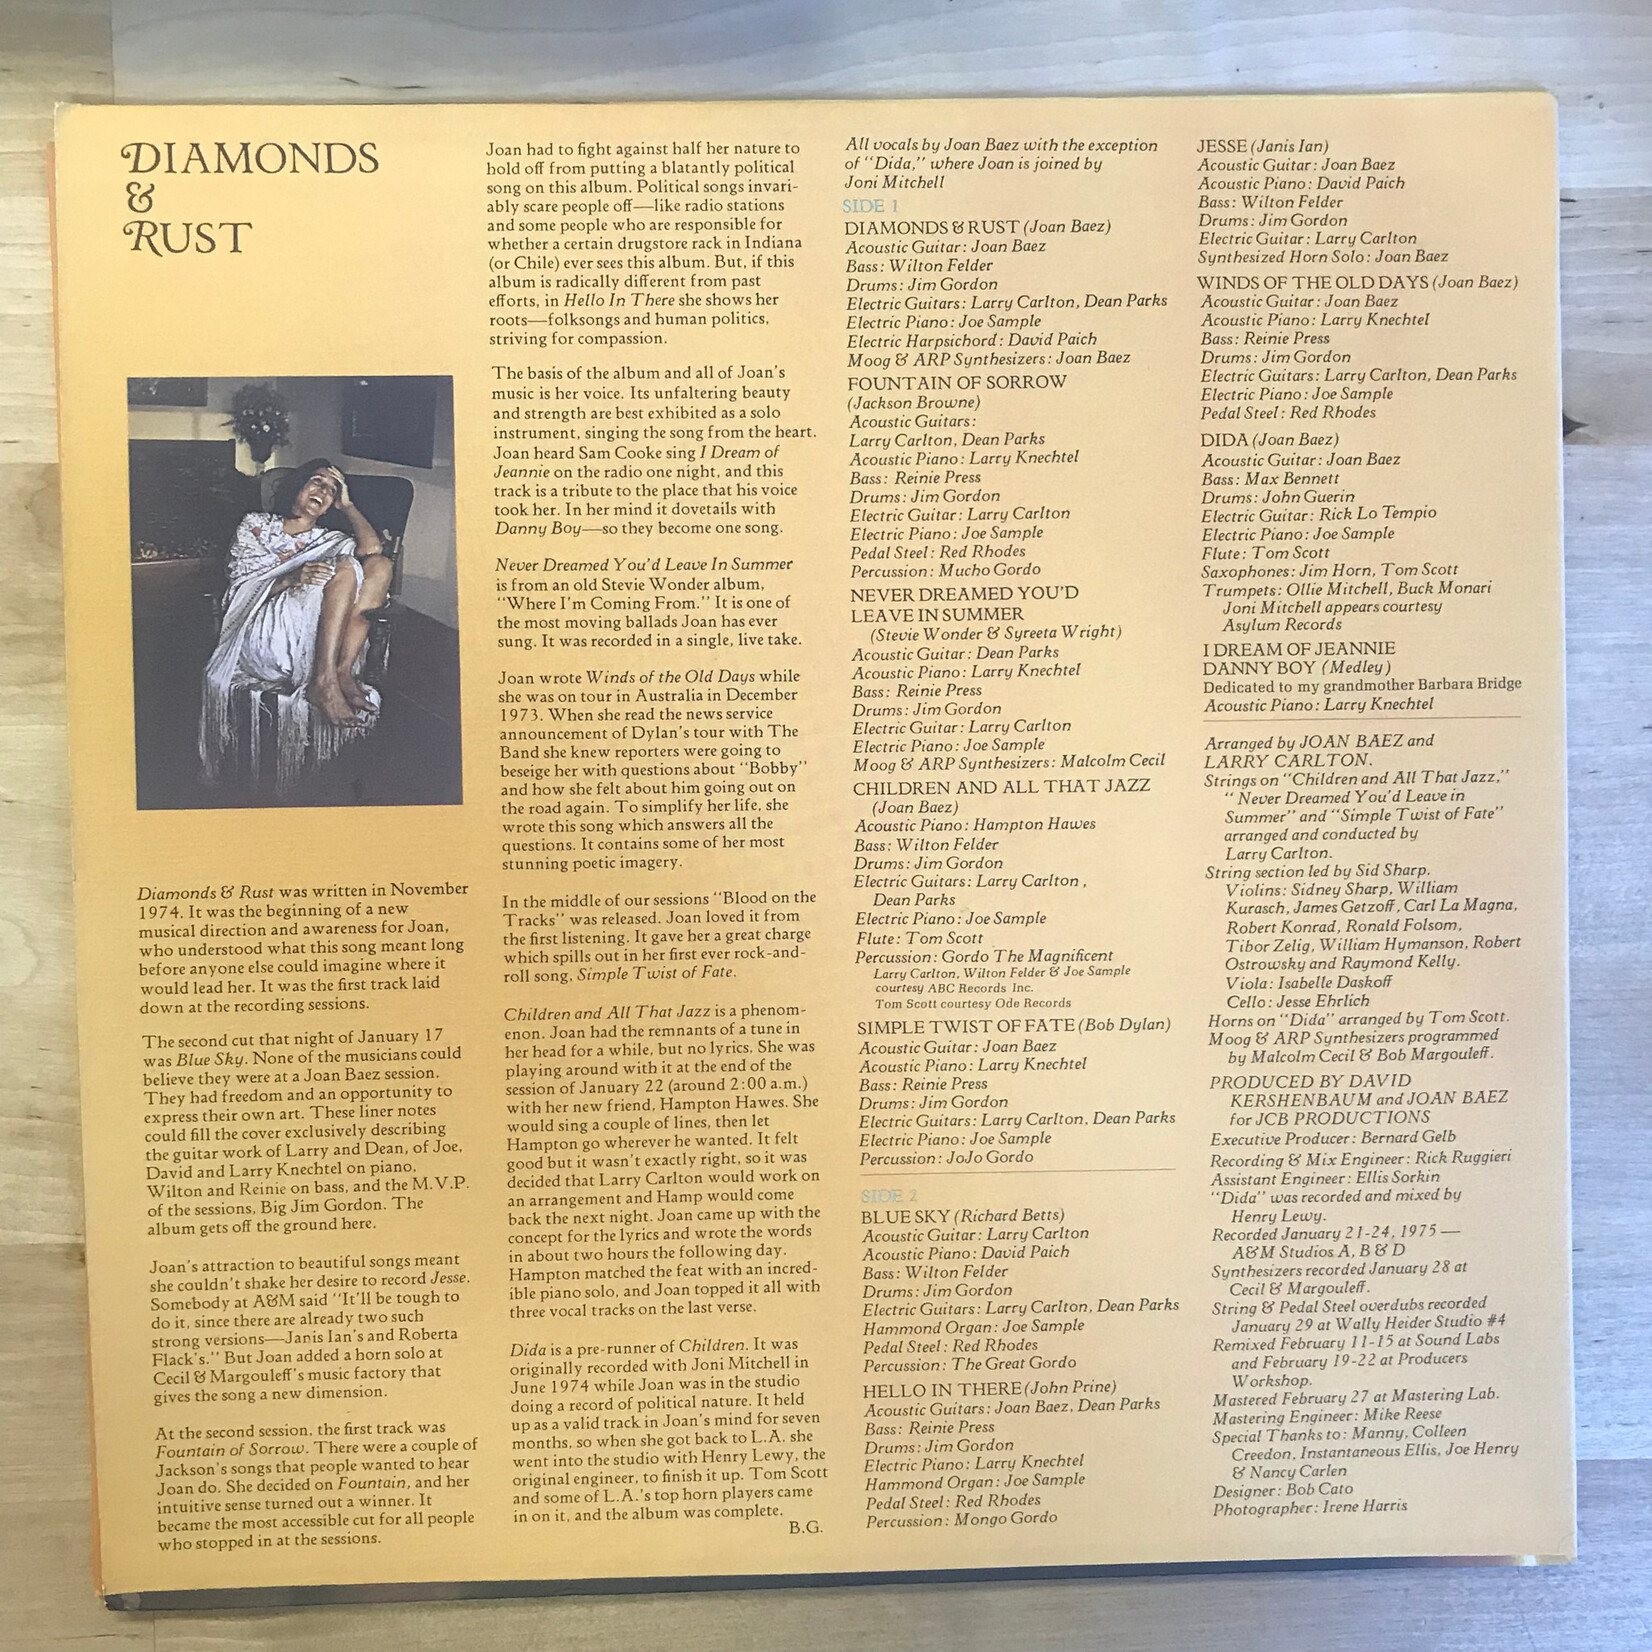 DIAMONDS
&
RUST
Diamonds & Rust was written in November
1974. It was the beginning of a new
musical direction and awareness for Joan,
who understood what this song meant long
before anyone else could imagine where it
would lead her. It was the first track laid
down at the recording sessions.
The second cut that night of January 17
was Blue Sky. None of the musicians could
believe they were at a Joan Baez session.
They had freedom and an opportunity to
express their own art. These liner notes
could fill the cover exclusively describing
the guitar work of Larry and Dean, of Joe,
David and Larry Knechtel on piano,
Wilton and Reinie on bass, and the M.V.P.
of the sessions, Big Jim Gordon. The
album gets off the ground here.
Joan's attraction to beautiful songs meant
she couldn't shake her desire to record Jesse.
Somebody at A&M said "It'll be tough to
do it, since there are already two such
strong versions—Janis Ian's and Roberta
Flack's." But Joan added a horn solo at
Cecil & Margouleff's music factory that
gives the song a new dimension.
At the second session, the first track was
Fountain of Sorrow. There were a couple of
Jackson's songs that people wanted to hear
Joan do. She decided on Fountain, and her
intuitive sense turned out a winner. It
became the most accessible cut for all people
who stopped in at the sessions.
Joan had to fight against half her nature to
hold off from putting a blatantly political
song on this album. Political songs invari-
ably scare people off—like radio stations
and some people who are responsible for
whether a certain drugstore rack in Indiana
(or Chile) ever sees this album. But, if this
album is radically different from past
efforts, in Hello In There she shows her
roots—folksongs and human politics,
striving for compassion.
The basis of the album and all of Joan's
music is her voice. Its unfaltering beauty
and strength are best exhibited as a solo
instrument, singing the song from the heart.
Joan heard Sam Cooke sing I Dream of
Jeannie on the radio one night, and this
track is a tribute to the place that his voice
took her. In her mind it dovetails with
Danny Boy—so they become one song.
Never Dreamed You'd Leave In Summer
is from an old Stevie Wonder album,
"Where I'm Coming From." It is one of
the most moving ballads Joan has ever
sung. It was recorded in a single, live take.
Joan wrote Winds of the Old Days while
she was on tour in Australia in December
1973. When she read the news service
announcement of Dylan's tour with The
Band she knew reporters were going to
beseige her with questions about "Bobby"
and how she felt about him going out on
the road again. To simplify her life, she
wrote this song which answers all the
questions. It contains some of her most
stunning poetic imagery.
In the middle of our sessions "Blood on the
Tracks" was released. Joan loved it from
the first listening. It gave her a great charge
which spills out in her first ever rock-and-
roll song, Simple Twist of Fate.
Children and All That Jazz is a phenom-
enon. Joan had the remnants of a tune in
her head for a while, but no lyrics. She was
playing around with it at the end of the
session of January 22 (around 2:00 a.m.)
with her new friend, Hampton Hawes. She
would sing a couple of lines, then let
Hampton go wherever he wanted. It felt
good but it wasn't exactly right, so it was
decided that Larry Carlton would work on
an arrangement and Hamp would come
back the next night. Joan came up with the
concept for the lyrics and wrote the words
in about two hours the following day.
Hampton matched the feat with an incred-
ible piano solo, and Joan topped it all with
three vocal tracks on the last verse.
Dida is a pre-runner of Children. It was
originally recorded with Joni Mitchell in
June 1974 while Joan was in the studio
doing a record of political nature. It held
up as a valid track in Joan's mind for seven
months, so when she got back to L.A. she
went into the studio with Henry Lewy, the
original engineer, to finish it up. Tom Scott
and some of L.A.'s top horn players came
in on it, and the album was complete.
B.G.
All vocals by Joan Baez with the exception
of "Dida," where Joan is joined by
Joni Mitchell
SIDE 1
DIAMONDS & RUST (Joan Baez)
Acoustic Guitar: Joan Baez
Bass: Wilton Felder
Drums: Jim Gordon
Electric Guitars: Larry Carlton, Dean Parks
Electric Piano: Joe Sample
Electric Harpsichord: David Paich
Moog & ARP Synthesizers: Joan Baez
FOUNTAIN OF SORROW
(Jackson Browne)
Acoustic Guitars:
Larry Carlton, Dean Parks
Acoustic Piano: Larry Knechtel
Bass: Reinie Press
Drums: Jim Gordon
Electric Guitar: Larry Carlton
Electric Piano: Joe Sample
Pedal Steel: Red Rhodes
Percussion: Mucho Gordo
NEVER DREAMED YOU'D
LEAVE IN SUMMER
(Stevie Wonder & Syreeta Wright)
Acoustic Guitar: Dean Parks
Acoustic Piano: Larry Knechtel
Bass: Reinie Press
Drums: Jim Gordon
Electric Guitar: Larry Carlton
Electric Piano: Joe Sample
Moog & ARP Synthesizers: Malcolm Cecil
CHILDREN AND ALL THAT JAZZ
(Joan Baez)
Acoustic Piano: Hampton Hawes
Bass: Wilton Felder
Drums: Jim Gordon
Electric Guitars: Larry Carlton,
Dean Parks
Electric Piano: Joe Sample
Flute: Tom Scott
Percussion: Gordo The Magnificent
Larry Carlton, Wilton Felder & Joe Sample
courtesy ABC Records Inc.
Tom Scott courtesy Ode Records
SIMPLE TWIST OF FATE (Bob Dylan)
Acoustic Guitar: Joan Baez
Acoustic Piano: Larry Knechtel
Bass: Reinie Press
Drums: Jim Gordon
Electric Guitars: Larry Carlton, Dean Parks
Electric Piano: Joe Sample
Percussion: JoJo Gordo
SIDE 2
BLUE SKY (Richard Betts)
Acoustic Guitar: Larry Carlton
Acoustic Piano: David Paich
Bass: Wilton Felder
Drums: Jim Gordon
Electric Guitars: Larry Carlton, Dean Parks
Hammond Organ: Joe Sample
Pedal Steel: Red Rhodes
Percussion: The Great Gordo
HELLO IN THERE (John Prine)
Acoustic Guitars: Joan Baez, Dean Parks
Bass: Reinie Press
Drums: Jim Gordon
Electric Piano: Larry Knechtel
Hammond Organ: Joe Sample
Pedal Steel: Red Rhodes
Percussion: Mongo Gordo
JESSE (Janis Ian)
Acoustic Guitar: Joan Baez
Acoustic Piano: David Paich
Bass: Wilton Felder
Drums: Jim Gordon
Electric Guitar: Larry Carlton
Synthesized Horn Solo: Joan Baez
WINDS OF THE OLD DAYS (Joan Baez)
Acoustic Guitar: Joan Baez
Acoustic Piano: Larry Knechtel
Bass: Reinie Press
Drums: Jim Gordon
Electric Guitars: Larry Carlton, Dean Parks
Electric Piano: Joe Sample
Pedal Steel: Red Rhodes
DIDA (Joan Baez)
Acoustic Guitar: Joan Baez
Bass: Max Bennett
Drums: John Guerin
Electric Guitar: Rick Lo Tempio
Electric Piano: Joe Sample
Flute: Tom Scott
Saxophones: Jim Horn, Tom Scott
Trumpets: Ollie Mitchell, Buck Monari
Joni Mitchell appears courtesy
Asylum Records
I DREAM OF JEANNIE
DANNY BOY (Medley)
Dedicated to my grandmother Barbara Bridge
Acoustic Piano: Larry Knechtel
Arranged by JOAN BAEZ and
LARRY CARLTON.
Strings on "Children and All That Jazz,"
"Never Dreamed You'd Leave in
Summer" and "Simple Twist of Fate"
arranged and conducted by
Larry Carlton.
String section led by Sid Sharp.
Violins: Sidney Sharp, William
Kurasch, James Getzoff, Carl La Magna,
Robert Konrad, Ronald Folsom,
Tibor Zelig, William Hymanson, Robert
Ostrowsky and Raymond Kelly.
Viola: Isabelle Daskoff
Cello: Jesse Ehrlich
Horns on "Dida" arranged by Tom Scott.
Moog & ARP Synthesizers programmed
by Malcolm Cecil & Bob Margouleff.
PRODUCED BY DAVID
KERSHENBAUM and JOAN BAEZ
for JCB PRODUCTIONS
Executive Producer: Bernard Gelb
Recording & Mix Engineer: Rick Ruggieri
Assistant Engineer: Ellis Sorkin
"Dida" was recorded and mixed by
Henry Lewy.
Recorded January 21-24, 1975—
A&M Studios A, B & D
Synthesizers recorded January 28 at
Cecil & Margouleff.
String & Pedal Steel overdubs recorded
January 29 at Wally Heider Studio #4
Remixed February 11-15 at Sound Labs
and February 19-22 at Producers
Workshop.
Mastered February 27 at Mastering Lab.
Mastering Engineer: Mike Reese
Special Thanks to: Manny, Colleen
Creedon, Instantaneous Ellis, Joe Henry
& Nancy Carlen
Designer: Bob Cato
Photographer: Irene Harris